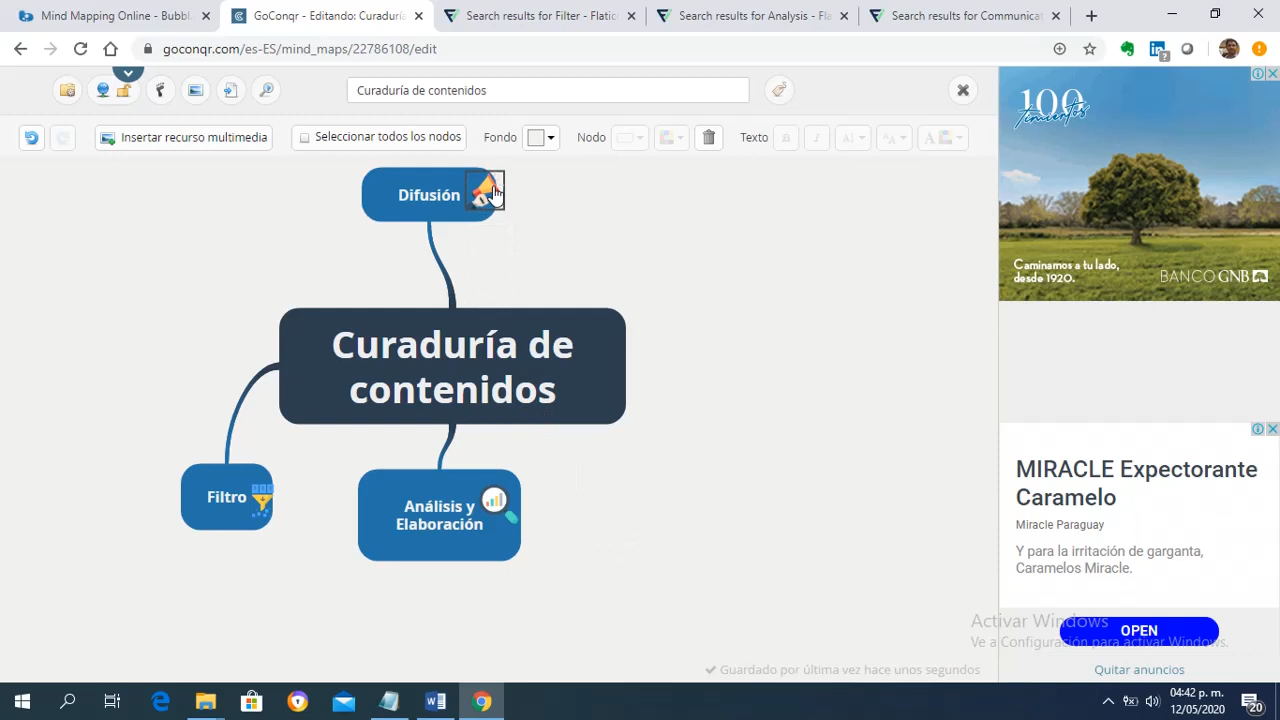 Mind Mapping Online - Bubbl
GoConqr - Editando: Curaduría
Search results for Filter - Flatico
Search results for Analysis - Fla
Search results for Communicat
goconqr.com/es-ES/mind_maps/22786108/edit
Curaduría de contenidos
Insertar recurso multimedia
Seleccionar todos los nodos
Fondo
Nodo
Texto
B
I
Difusión
Curaduría de
contenidos
Filtro
Análisis y
Elaboración
100
Caminamos a tu lado,
desde 1920.
BANCO GNB
MIRACLE Expectorante
Caramelo
Miracle Paraguay
Y para la irritación de garganta,
Caramelos Miracle.
Activar Windows
OPEN
Ve a Configuración para activar Windows.
Guardado por última vez hace unos segundos
Quitar anuncios
04:42 p. m.
12/05/2020
20